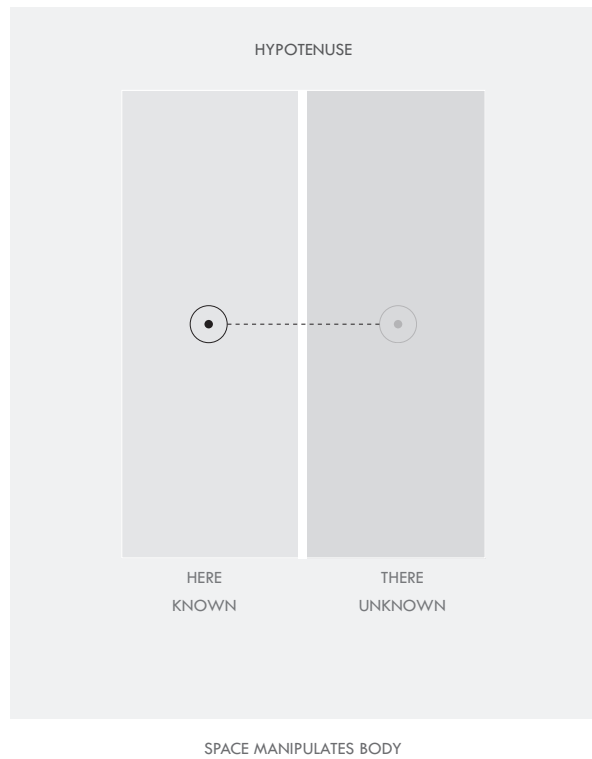 HYPOTENUSE
HERE
THERE
KNOWN
UNKNOWN
SPACE MANIPULATES BODY